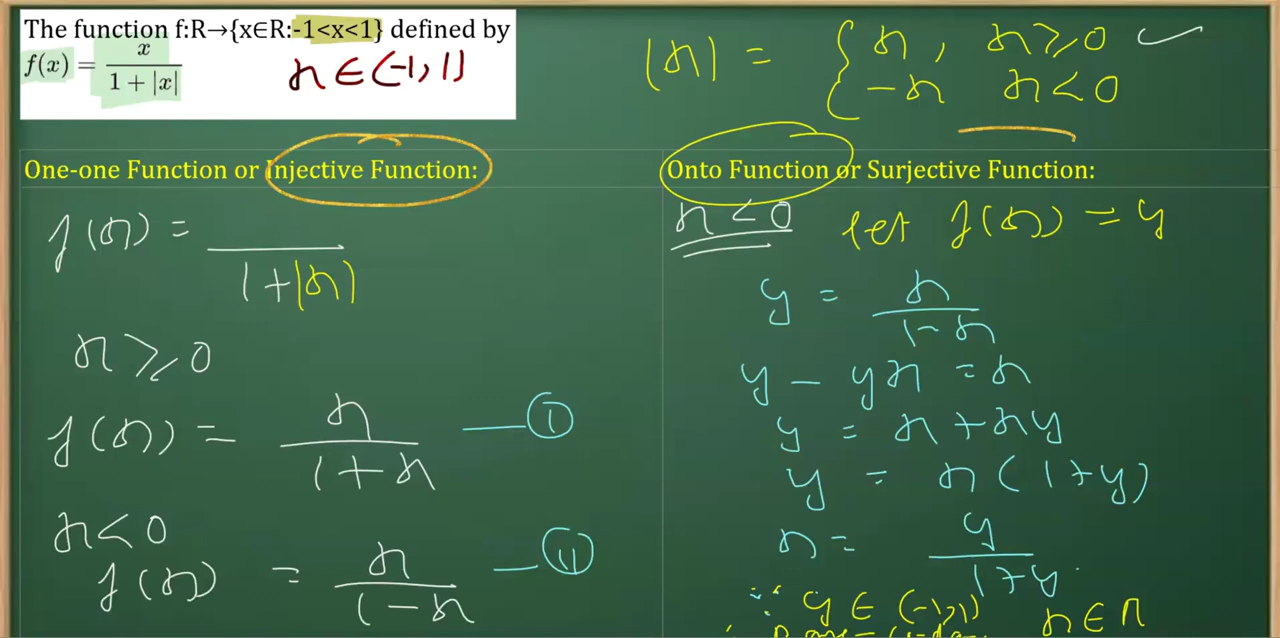 The function f:R→{x∈R:-1<x<1} defined by
f(x) = x / (1 + |x|)
x ∈ (-1, 1)
|x| = { x, x ≥ 0
-x x < 0
One-one Function or Injective Function:
f(x) = / (1 + |x|)
x ≥ 0
f(x) = x / (1 + x) — I
x < 0
f(x) = x / (1 - x) — II
Onto Function or Surjective Function:
x < 0 let f(x) = y
y = x / (1 - x)
y - yx = x
y = x + xy
y = x (1 + y)
x = y / (1 + y)
∵ y ∈ (-1, 1) x ∈ R